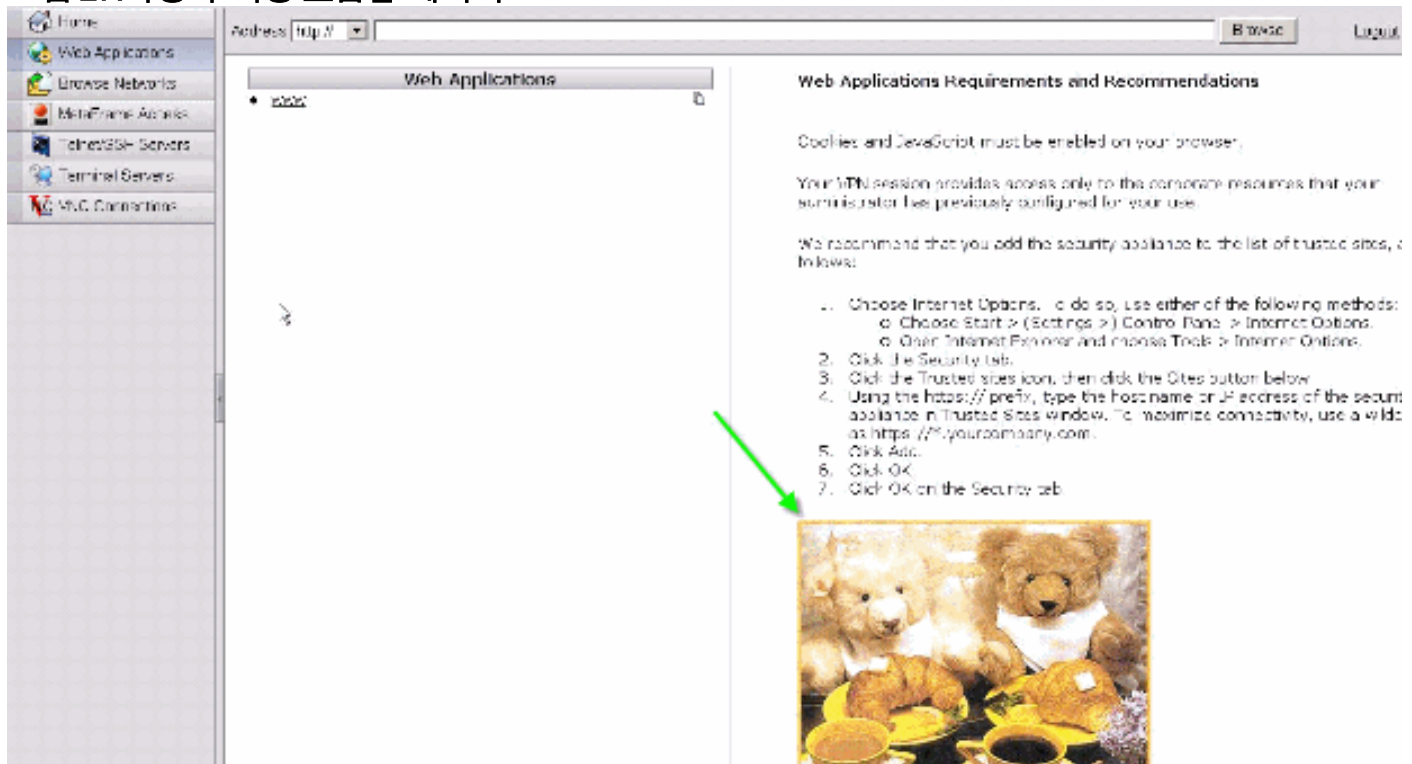 Home
Address http://
Browse
Logout
Web Applications
Browse Networks
MetaFrame Access
Telnet/SSH Servers
Terminal Servers
VNC Connections
Web Applications
Web Applications Requirements and Recommendations
Cookies and JavaScript must be enabled on your browser.
Your VPN session provides access only to the corporate resources that your
administrator has previously configured for your use.
We recommend that you add the security appliance to the list of trusted sites, a
follows:
1. Choose Internet Options. To do so, use either of the following methods:
o Choose Start > (Settings >) Control Panel > Internet Options.
o Open Internet Explorer and choose Tools > Internet Options.
2. Click the Security tab.
3. Click the Trusted sites icon, then click the Sites button below
4. Using the https:// prefix, type the host name or IP address of the securit
appliance in Trusted Sites window. To maximize connectivity, use a wildc
as https://*.yourcompany.com.
5. Click Add.
6. Click OK
7. Click OK on the Security tab